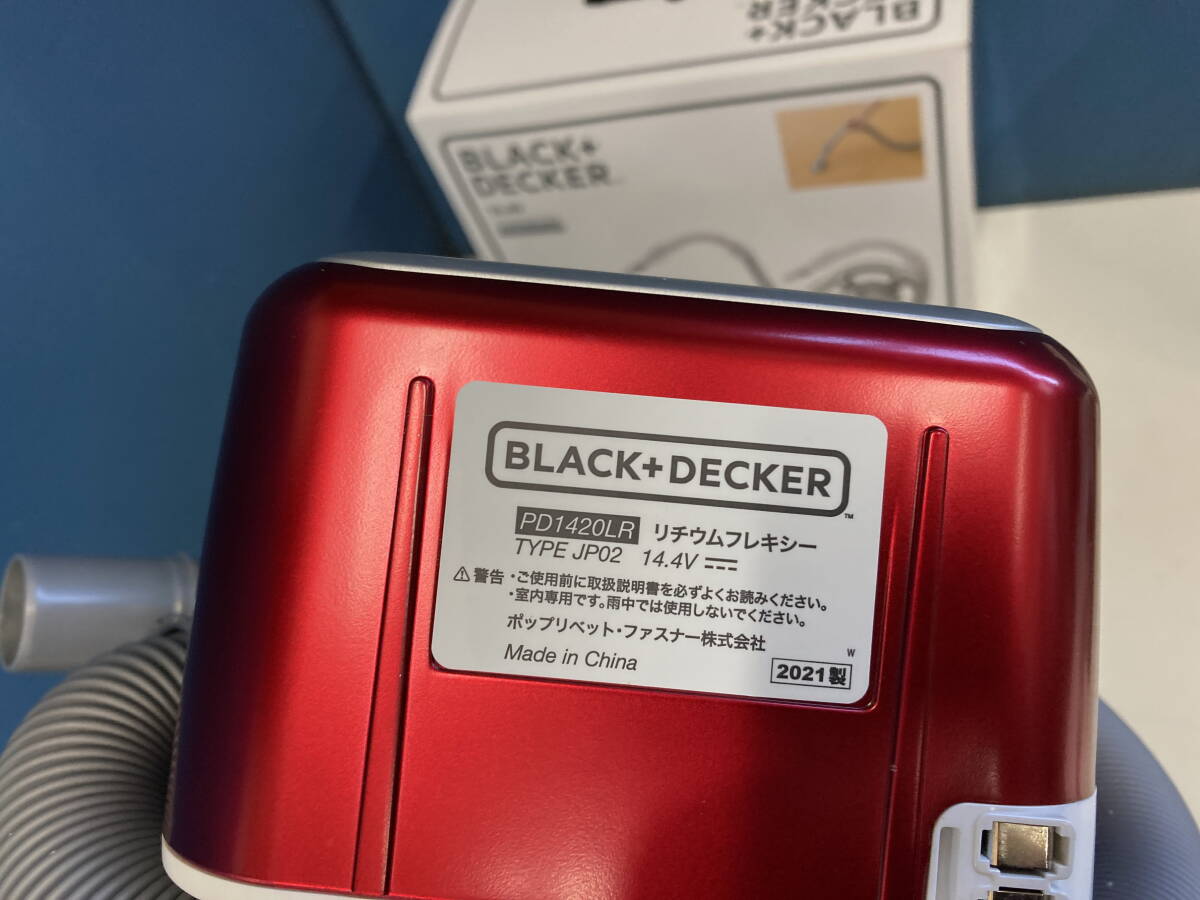 BLACK+
DECKER
BLACK+
DECKER
BLACK+DECKER™
PD1420LR リチウムフレキシー
TYPE JP02 14.4V
⚠警告・ご使用前に取扱説明書を必ずよくお読みください。
・室内専用です。雨中では使用しないでください。
ポップリベット・ファスナー株式会社
W
Made in China
2021製